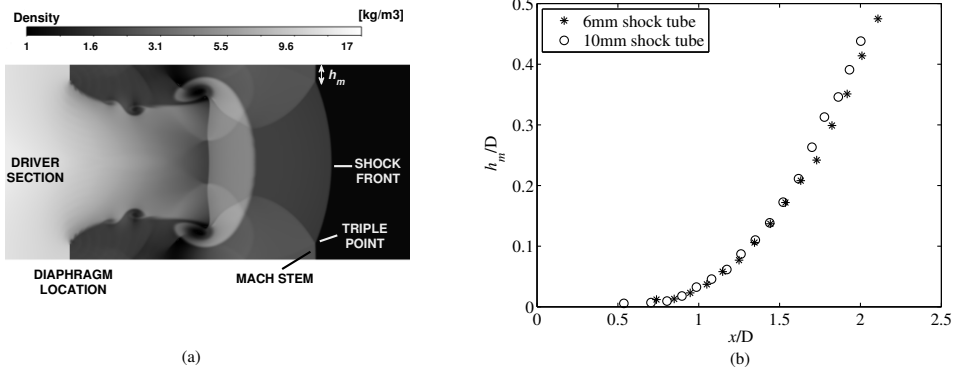 Density
[kg/m3]
1 1.6 3.1 5.5 9.6 17
h_m
DRIVER
SECTION
SHOCK
FRONT
TRIPLE
POINT
MACH STEM
DIAPHRAGM
LOCATION
(a)
6mm shock tube
10mm shock tube
0.5
0.4
0.3
0.2
0.1
0
h_m/D
0 0.5 1 1.5 2 2.5
x/D
(b)